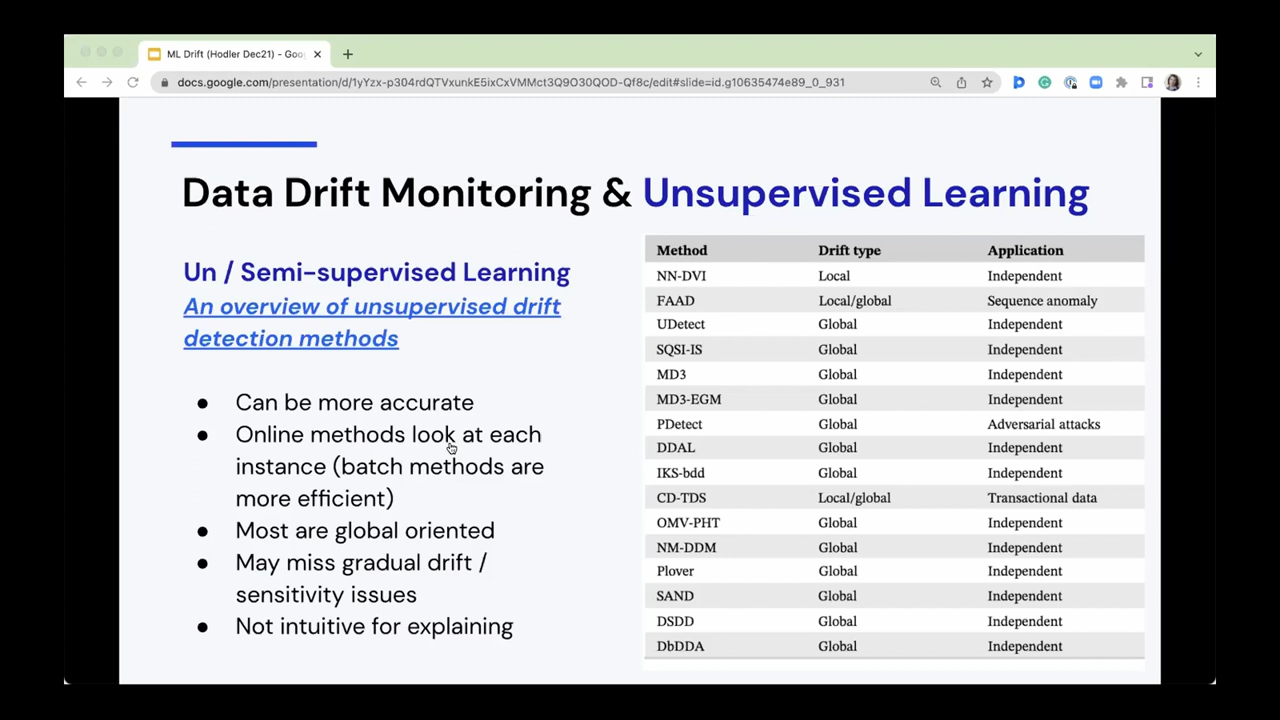 ML Drift (Hodler Dec21) - Goo
docs.google.com/presentation/d/1yYzx-p304rdQTVxunkE5ixCxVMMct3Q9O30QOD-Qf8c/edit#slide=id.g10635474e89_0_931
Data Drift Monitoring & Unsupervised Learning
Un / Semi-supervised Learning
An overview of unsupervised drift
detection methods
● Can be more accurate
● Online methods look at each
instance (batch methods are
more efficient)
● Most are global oriented
● May miss gradual drift /
sensitivity issues
● Not intuitive for explaining
Method Drift type Application
NN-DVI Local Independent
FAAD Local/global Sequence anomaly
UDetect Global Independent
SQSI-IS Global Independent
MD3 Global Independent
MD3-EGM Global Independent
PDetect Global Adversarial attacks
DDAL Global Independent
IKS-bdd Global Independent
CD-TDS Local/global Transactional data
OMV-PHT Global Independent
NM-DDM Global Independent
Plover Global Independent
SAND Global Independent
DSDD Global Independent
DbDDA Global Independent